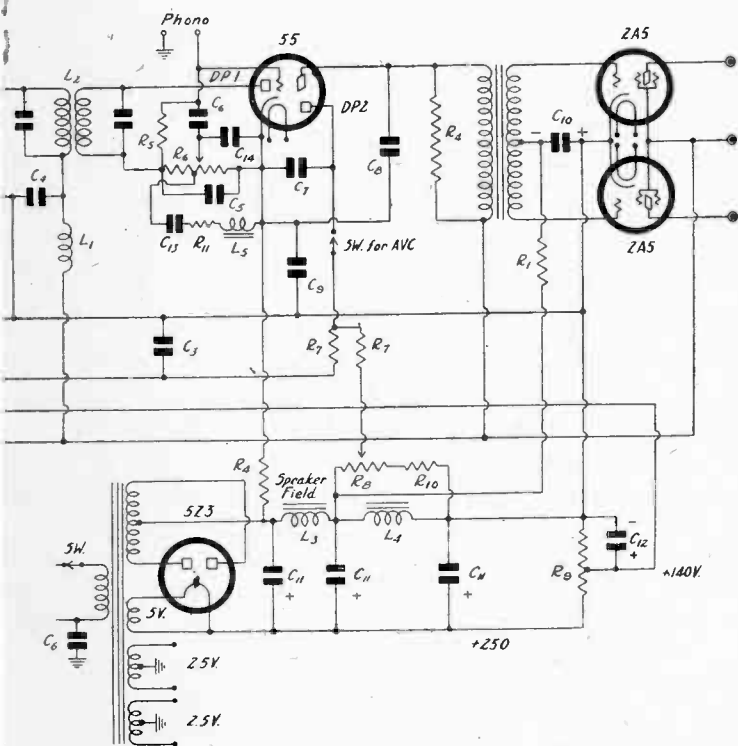 Phono
55
2A5
L2
DP1
DP2
C6
R5
C14
R6
C4
C7
C8
R4
- C10 +
C5
C13
R11
L5
2A5
L1
SW. for AVC
R1
C9
C3
R7
R7
R4
Speaker
Field
R8
R10
5Z3
L3
L4
-
C12
+
SW.
C11
+
C11
+
+
R9
+140V.
5V.
C6
+250
2.5V.
2.5V.